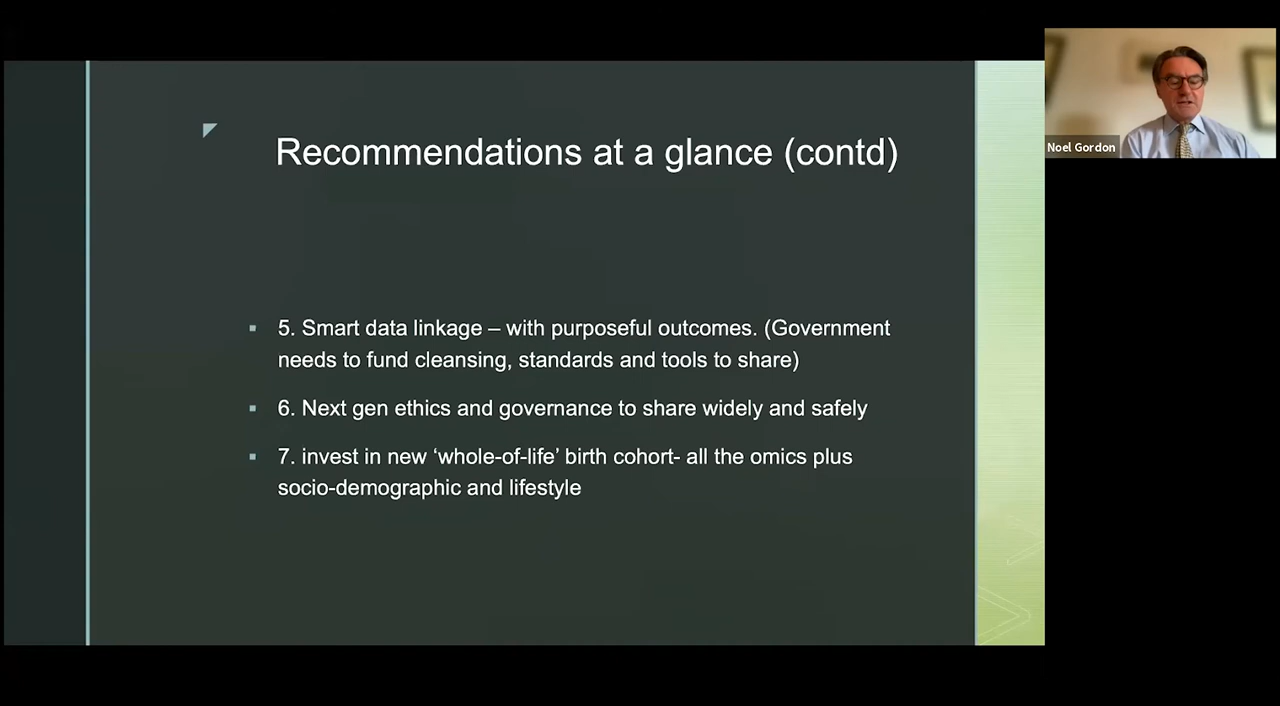 Recommendations at a glance (contd)
5. Smart data linkage – with purposeful outcomes. (Government
needs to fund cleansing, standards and tools to share)
6. Next gen ethics and governance to share widely and safely
7. invest in new ‘whole-of-life’ birth cohort- all the omics plus
socio-demographic and lifestyle
Noel Gordon